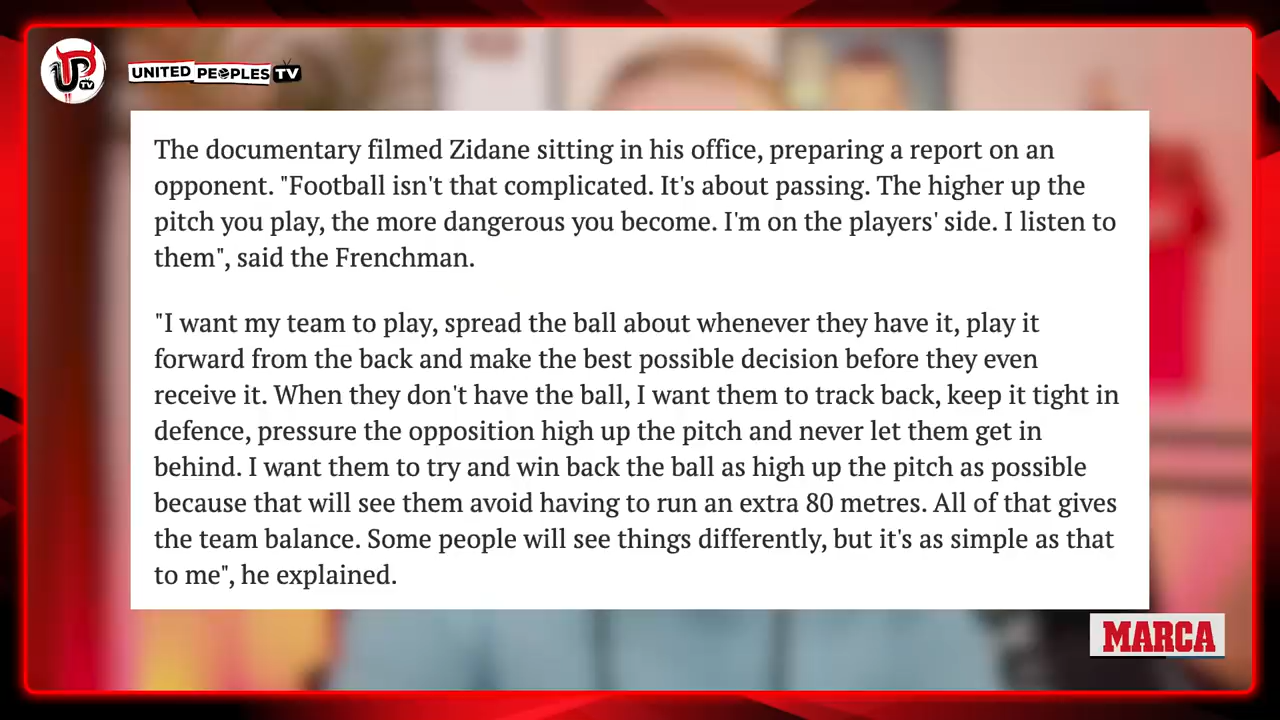 UP
TV
UNITED PEOPLES TV
The documentary filmed Zidane sitting in his office, preparing a report on an
opponent. "Football isn't that complicated. It's about passing. The higher up the
pitch you play, the more dangerous you become. I'm on the players' side. I listen to
them", said the Frenchman.
"I want my team to play, spread the ball about whenever they have it, play it
forward from the back and make the best possible decision before they even
receive it. When they don't have the ball, I want them to track back, keep it tight in
defence, pressure the opposition high up the pitch and never let them get in
behind. I want them to try and win back the ball as high up the pitch as possible
because that will see them avoid having to run an extra 80 metres. All of that gives
the team balance. Some people will see things differently, but it's as simple as that
to me", he explained.
MARCA